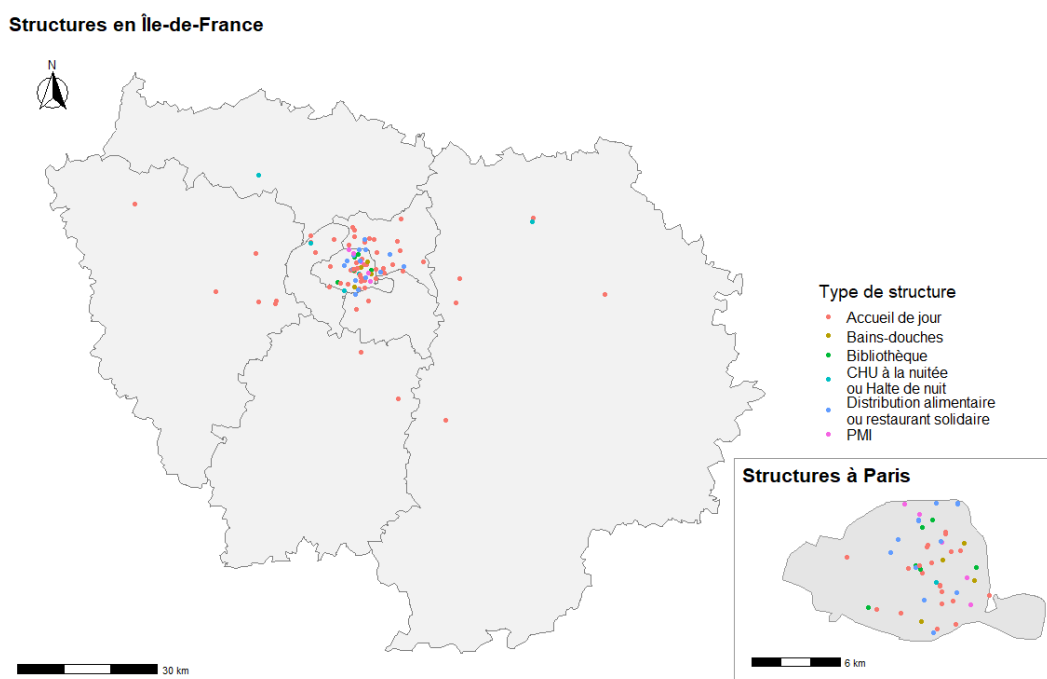 Structures en Île-de-France
N
Type de structure
Accueil de jour
Bains-douches
Bibliothèque
CHU à la nuitée
ou Halte de nuit
Distribution alimentaire
ou restaurant solidaire
PMI
Structures à Paris
30 km
6 km